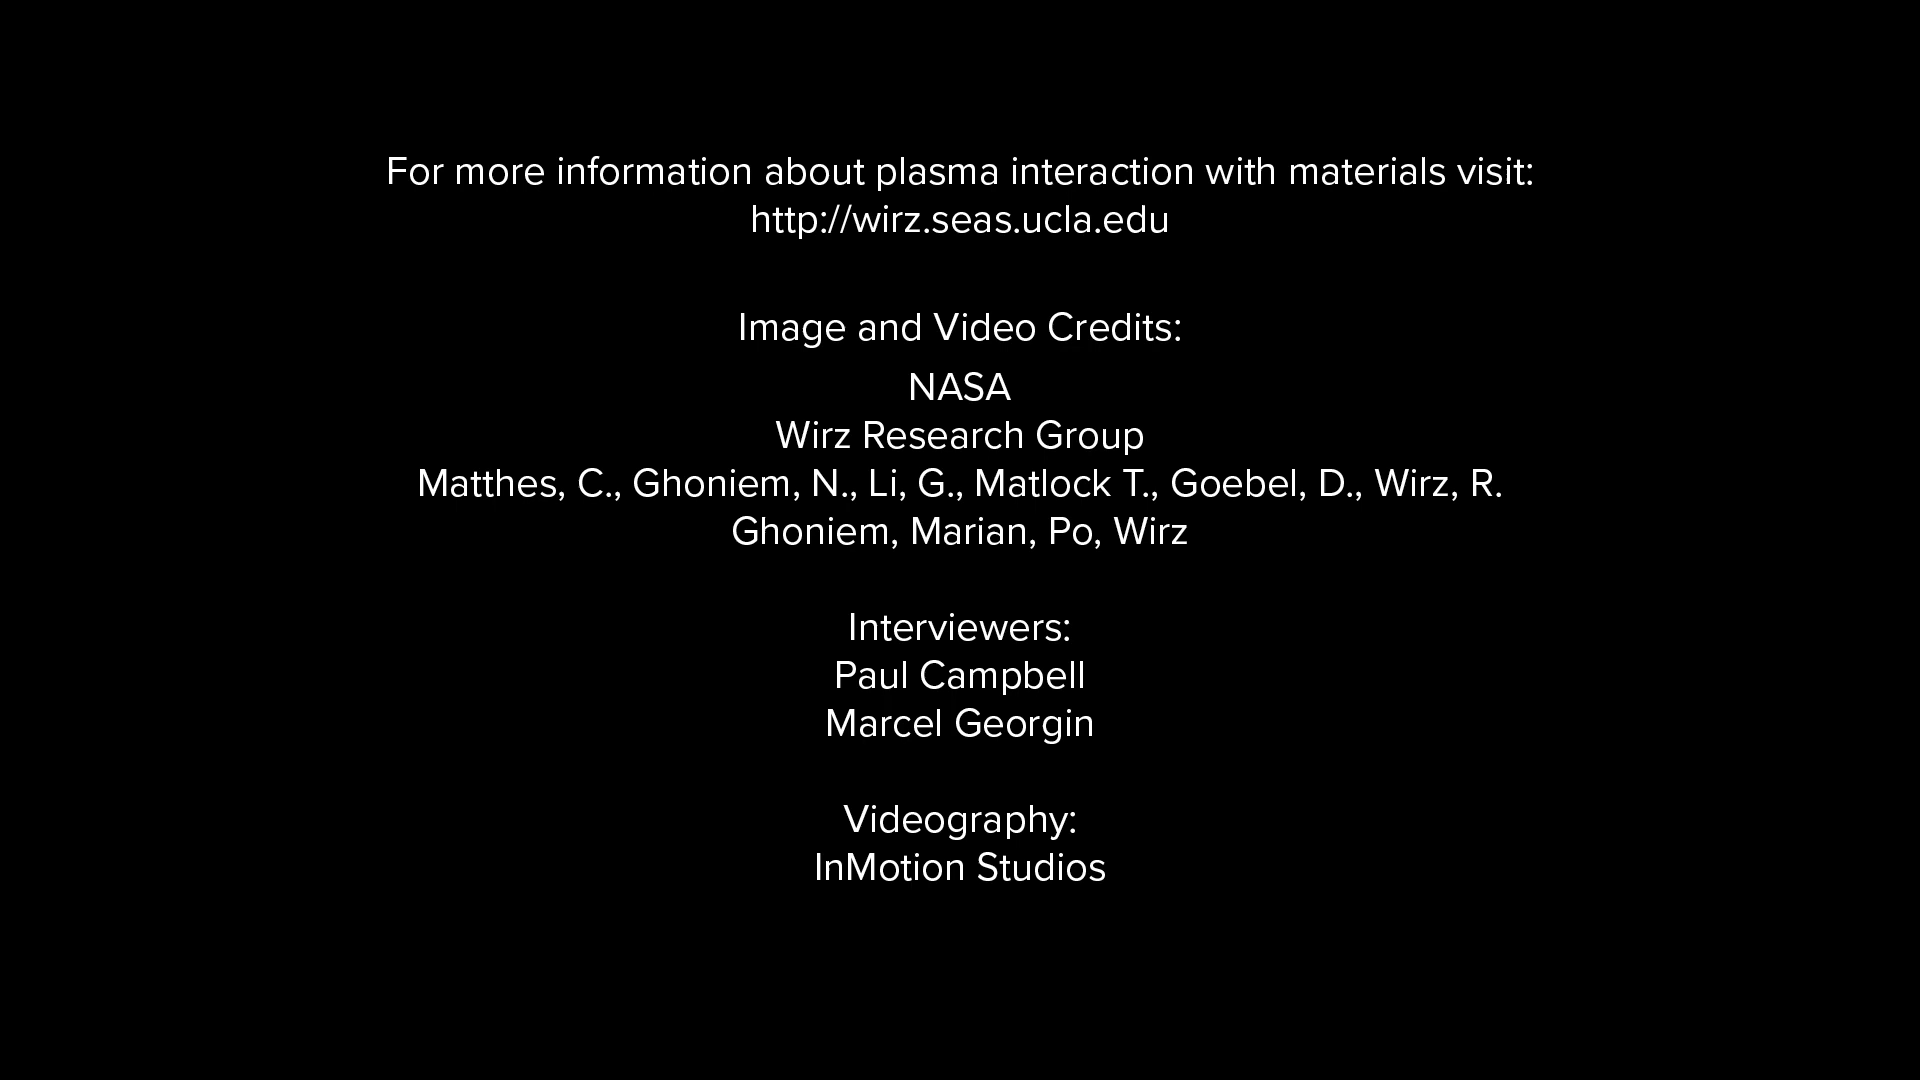 For more information about plasma interaction with materials visit:
http://wirz.seas.ucla.edu
Image and Video Credits:
NASA
Wirz Research Group
Matthes, C., Ghoniem, N., Li, G., Matlock T., Goebel, D., Wirz, R.
Ghoniem, Marian, Po, Wirz
Interviewers:
Paul Campbell
Marcel Georgin
Videography:
InMotion Studios